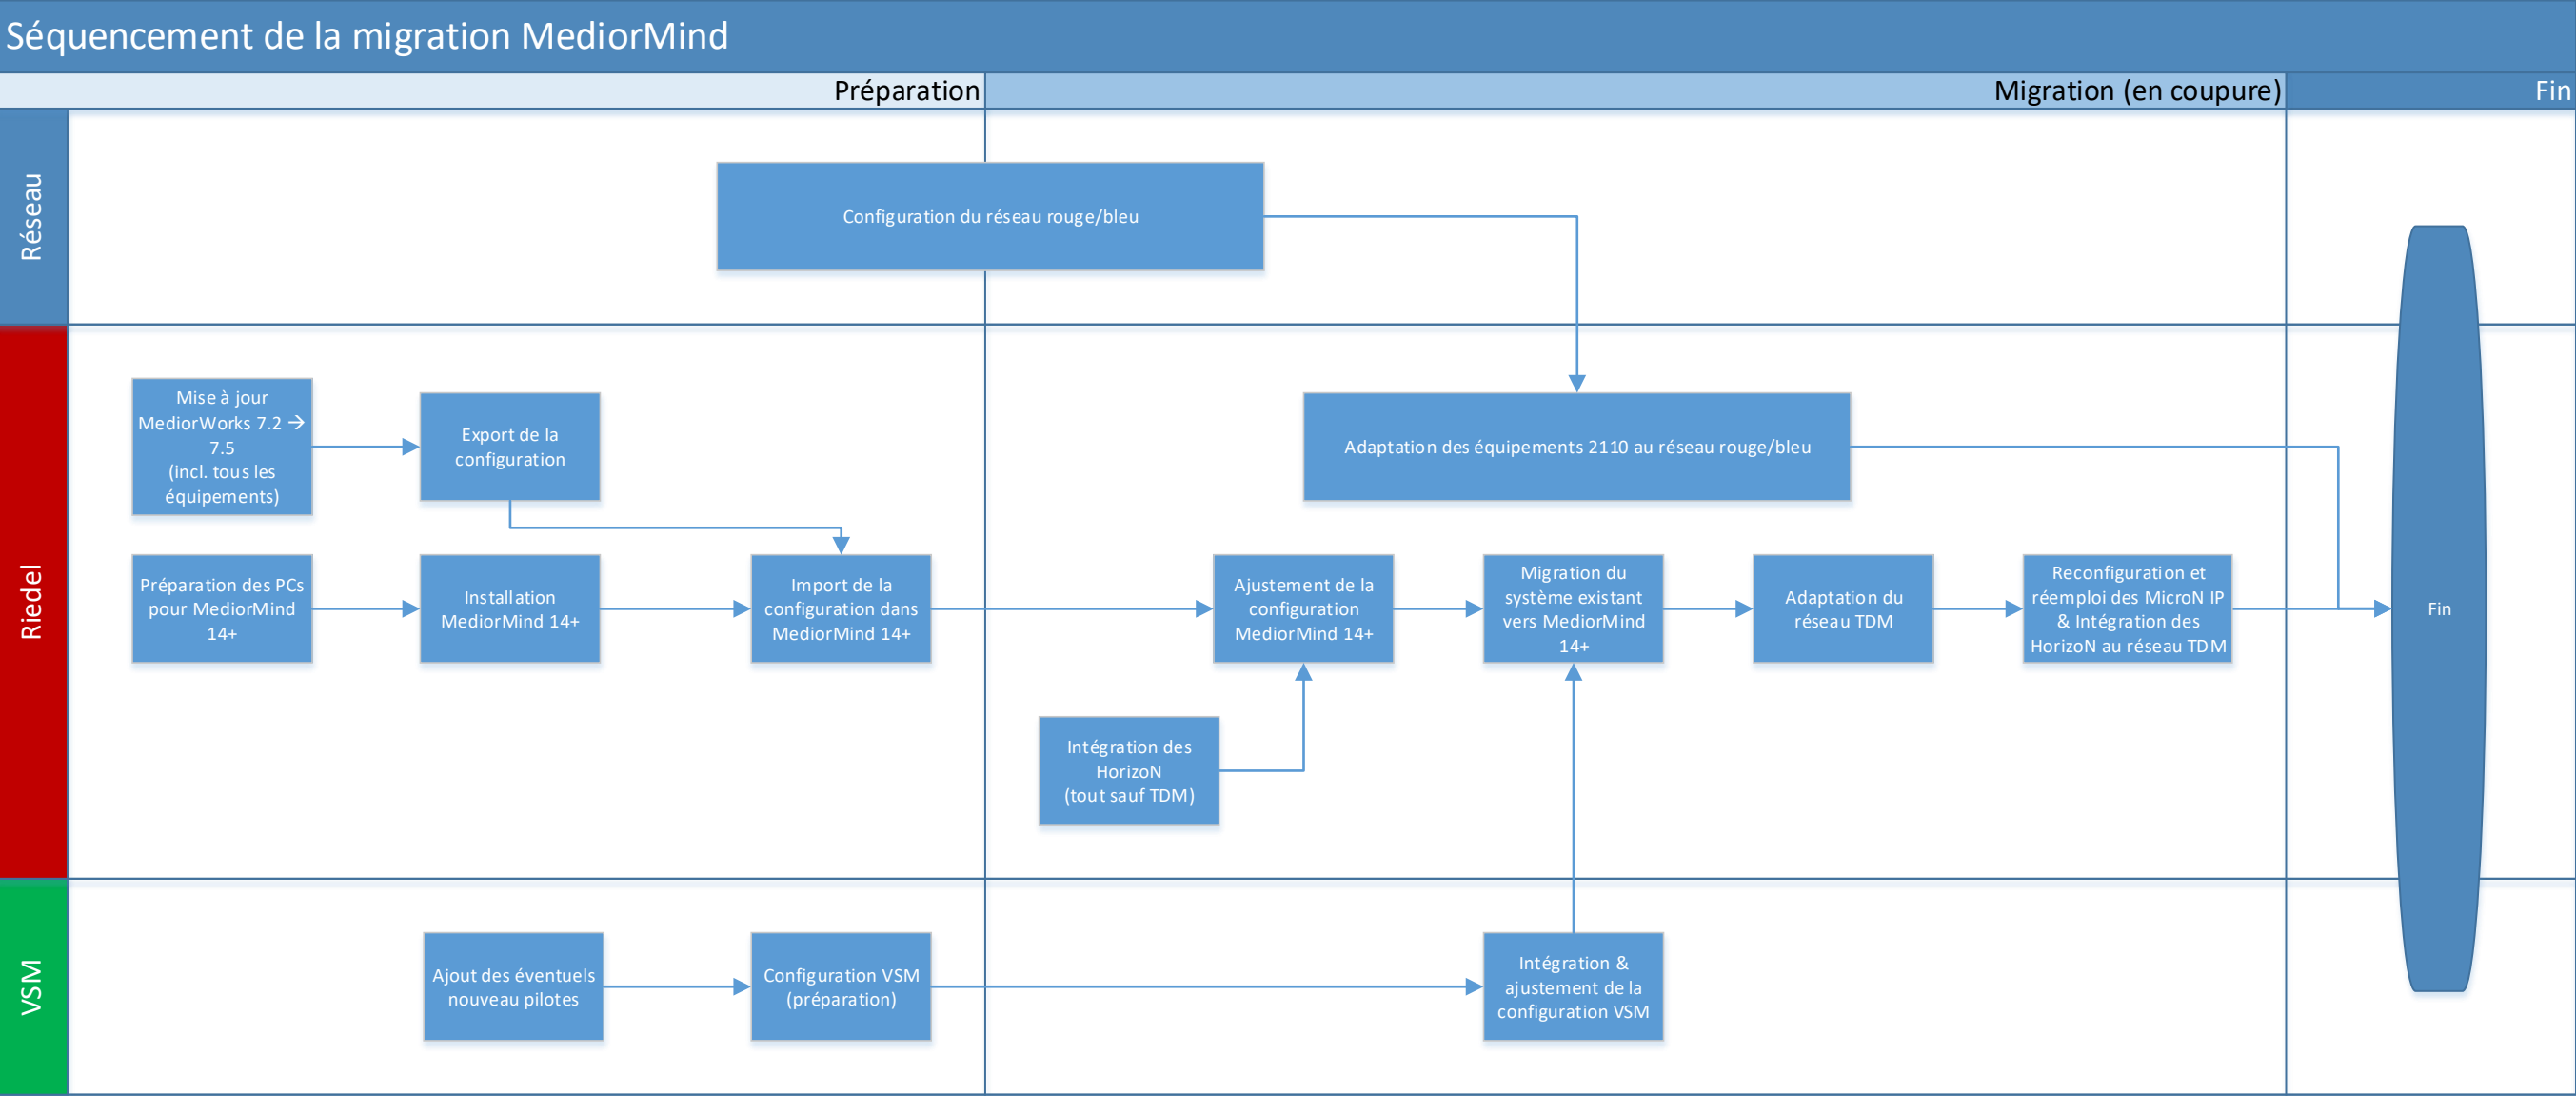 Séquencement de la migration MediorMind
Préparation
Migration (en coupure)
Fin
Réseau
Configuration du réseau rouge/bleu
Riedel
Mise à jour
MediorWorks 7.2 →
7.5
(incl. tous les
équipements)
Export de la
configuration
Adaptation des équipements 2110 au réseau rouge/bleu
Préparation des PCs
pour MediorMind
14+
Installation
MediorMind 14+
Import de la
configuration dans
MediorMind 14+
Ajustement de la
configuration
MediorMind 14+
Migration du
système existant
vers MediorMind
14+
Adaptation du
réseau TDM
Reconfiguration et
réemploi des MicroN IP
& Intégration des
HorizoN au réseau TDM
Fin
Intégration des
HorizoN
(tout sauf TDM)
VSM
Ajout des éventuels
nouveau pilotes
Configuration VSM
(préparation)
Intégration &
ajustement de la
configuration VSM